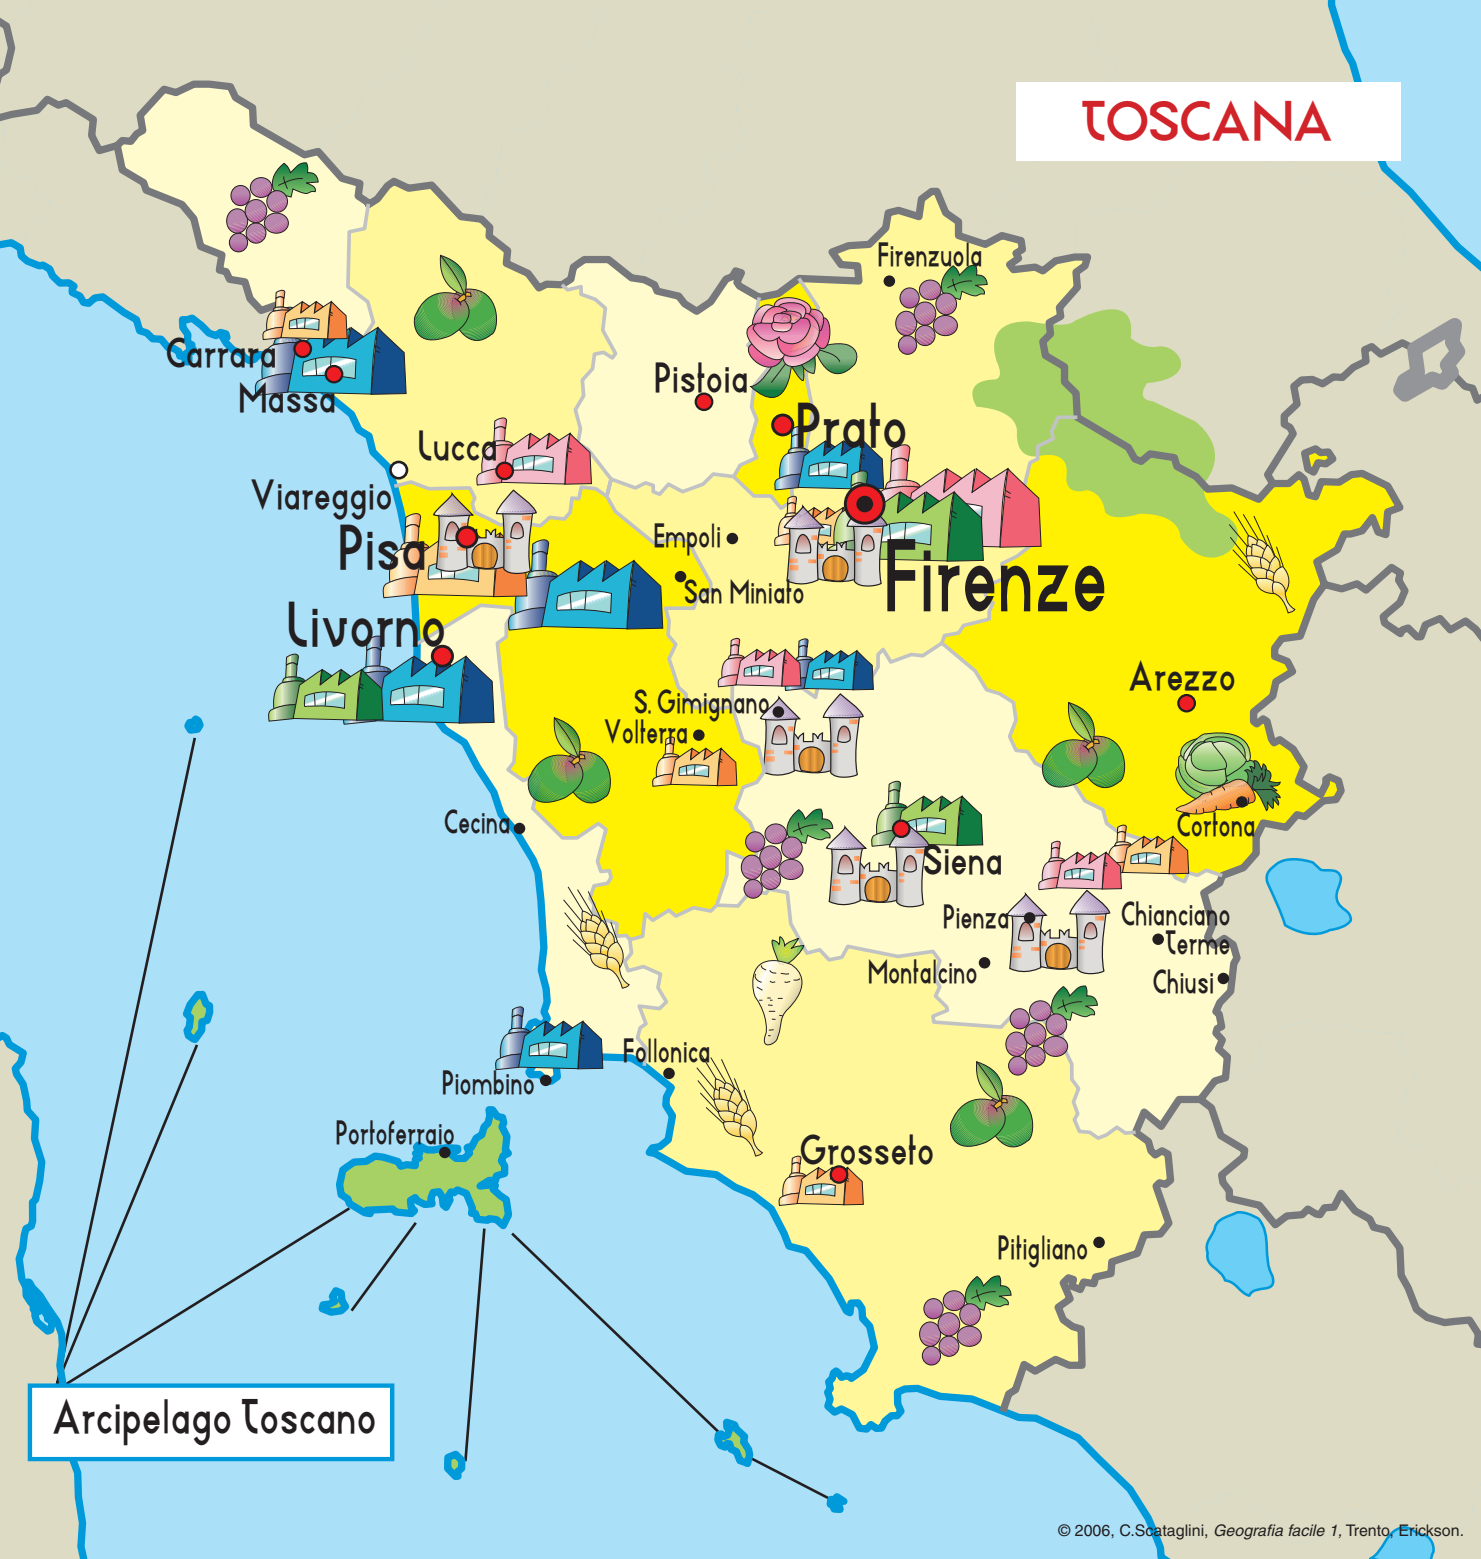 TOSCANA
Firenzuola
Carrara
Massa
Pistoia
Prato
Lucca
Viareggio
Pisa
Empoli
San Miniato
Firenze
Livorno
Arezzo
S. Gimignano
Volterra
Cecina
Cortona
Siena
Pienza
Chianciano
Terme
Montalcino
Chiusi
Follonica
Piombino
Portoferraio
Grosseto
Pitigliano
Arcipelago Toscano
© 2006, C.Scataglini, Geografia facile 1, Trento, Erickson.